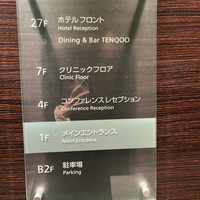 27F ホテルフロント
Hotel Reception
Dining & Bar TENQOO
7F クリニックフロア
Clinic Floor
4F コンファレンスレセプション
Conference Reception
1F メインエントランス
Main Entrance
B2F 駐車場
Parking